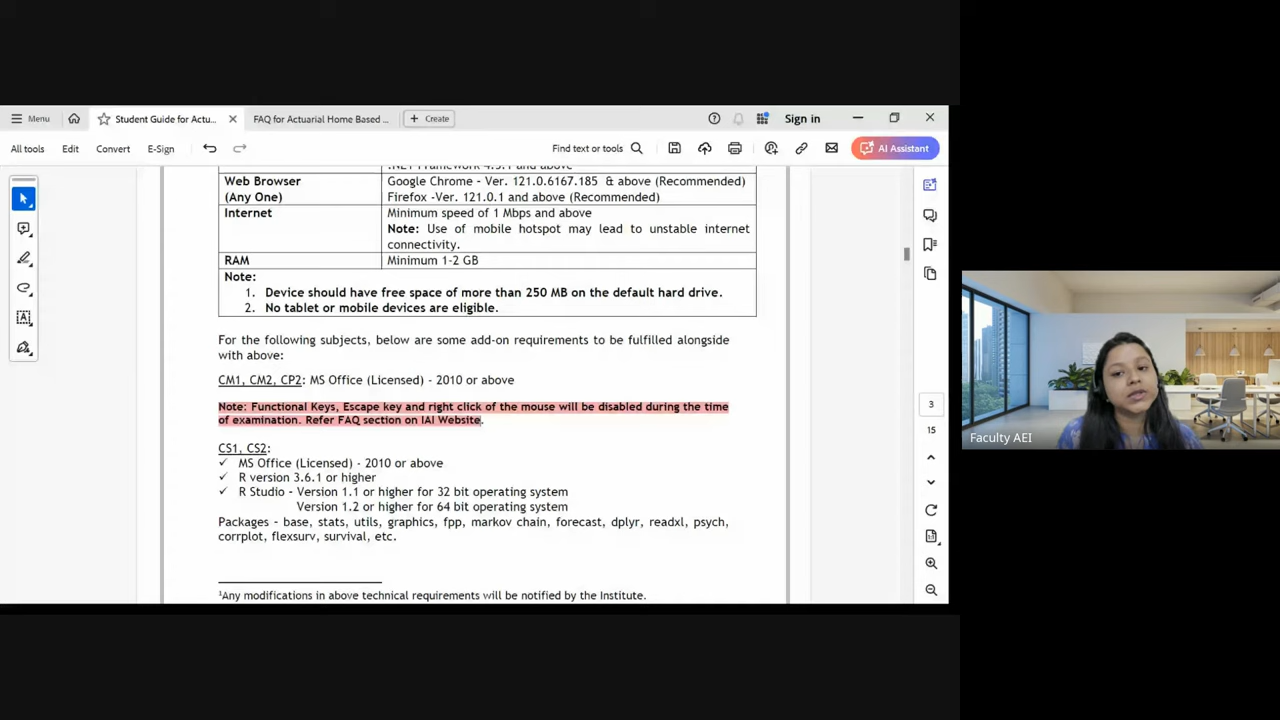 Menu
Student Guide for Actu...
FAQ for Actuarial Home Based ...
Create
Sign in
All tools
Edit
Convert
E-Sign
Find text or tools
AI Assistant
.NET Framework 4.5.1 and above
Web Browser
(Any One)
Google Chrome - Ver. 121.0.6167.185 & above (Recommended)
Firefox -Ver. 121.0.1 and above (Recommended)
Internet
Minimum speed of 1 Mbps and above
Note: Use of mobile hotspot may lead to unstable internet
connectivity.
RAM
Minimum 1-2 GB
Note:
1. Device should have free space of more than 250 MB on the default hard drive.
2. No tablet or mobile devices are eligible.
For the following subjects, below are some add-on requirements to be fulfilled alongside
with above:
CM1, CM2, CP2: MS Office (Licensed) - 2010 or above
Note: Functional Keys, Escape key and right click of the mouse will be disabled during the time
of examination. Refer FAQ section on IAI Website.
CS1, CS2:
✓ MS Office (Licensed) - 2010 or above
✓ R version 3.6.1 or higher
✓ R Studio - Version 1.1 or higher for 32 bit operating system
Version 1.2 or higher for 64 bit operating system
Packages - base, stats, utils, graphics, fpp, markov chain, forecast, dplyr, readxl, psych,
corrplot, flexsurv, survival, etc.
¹Any modifications in above technical requirements will be notified by the Institute.
3
15
Faculty AEI